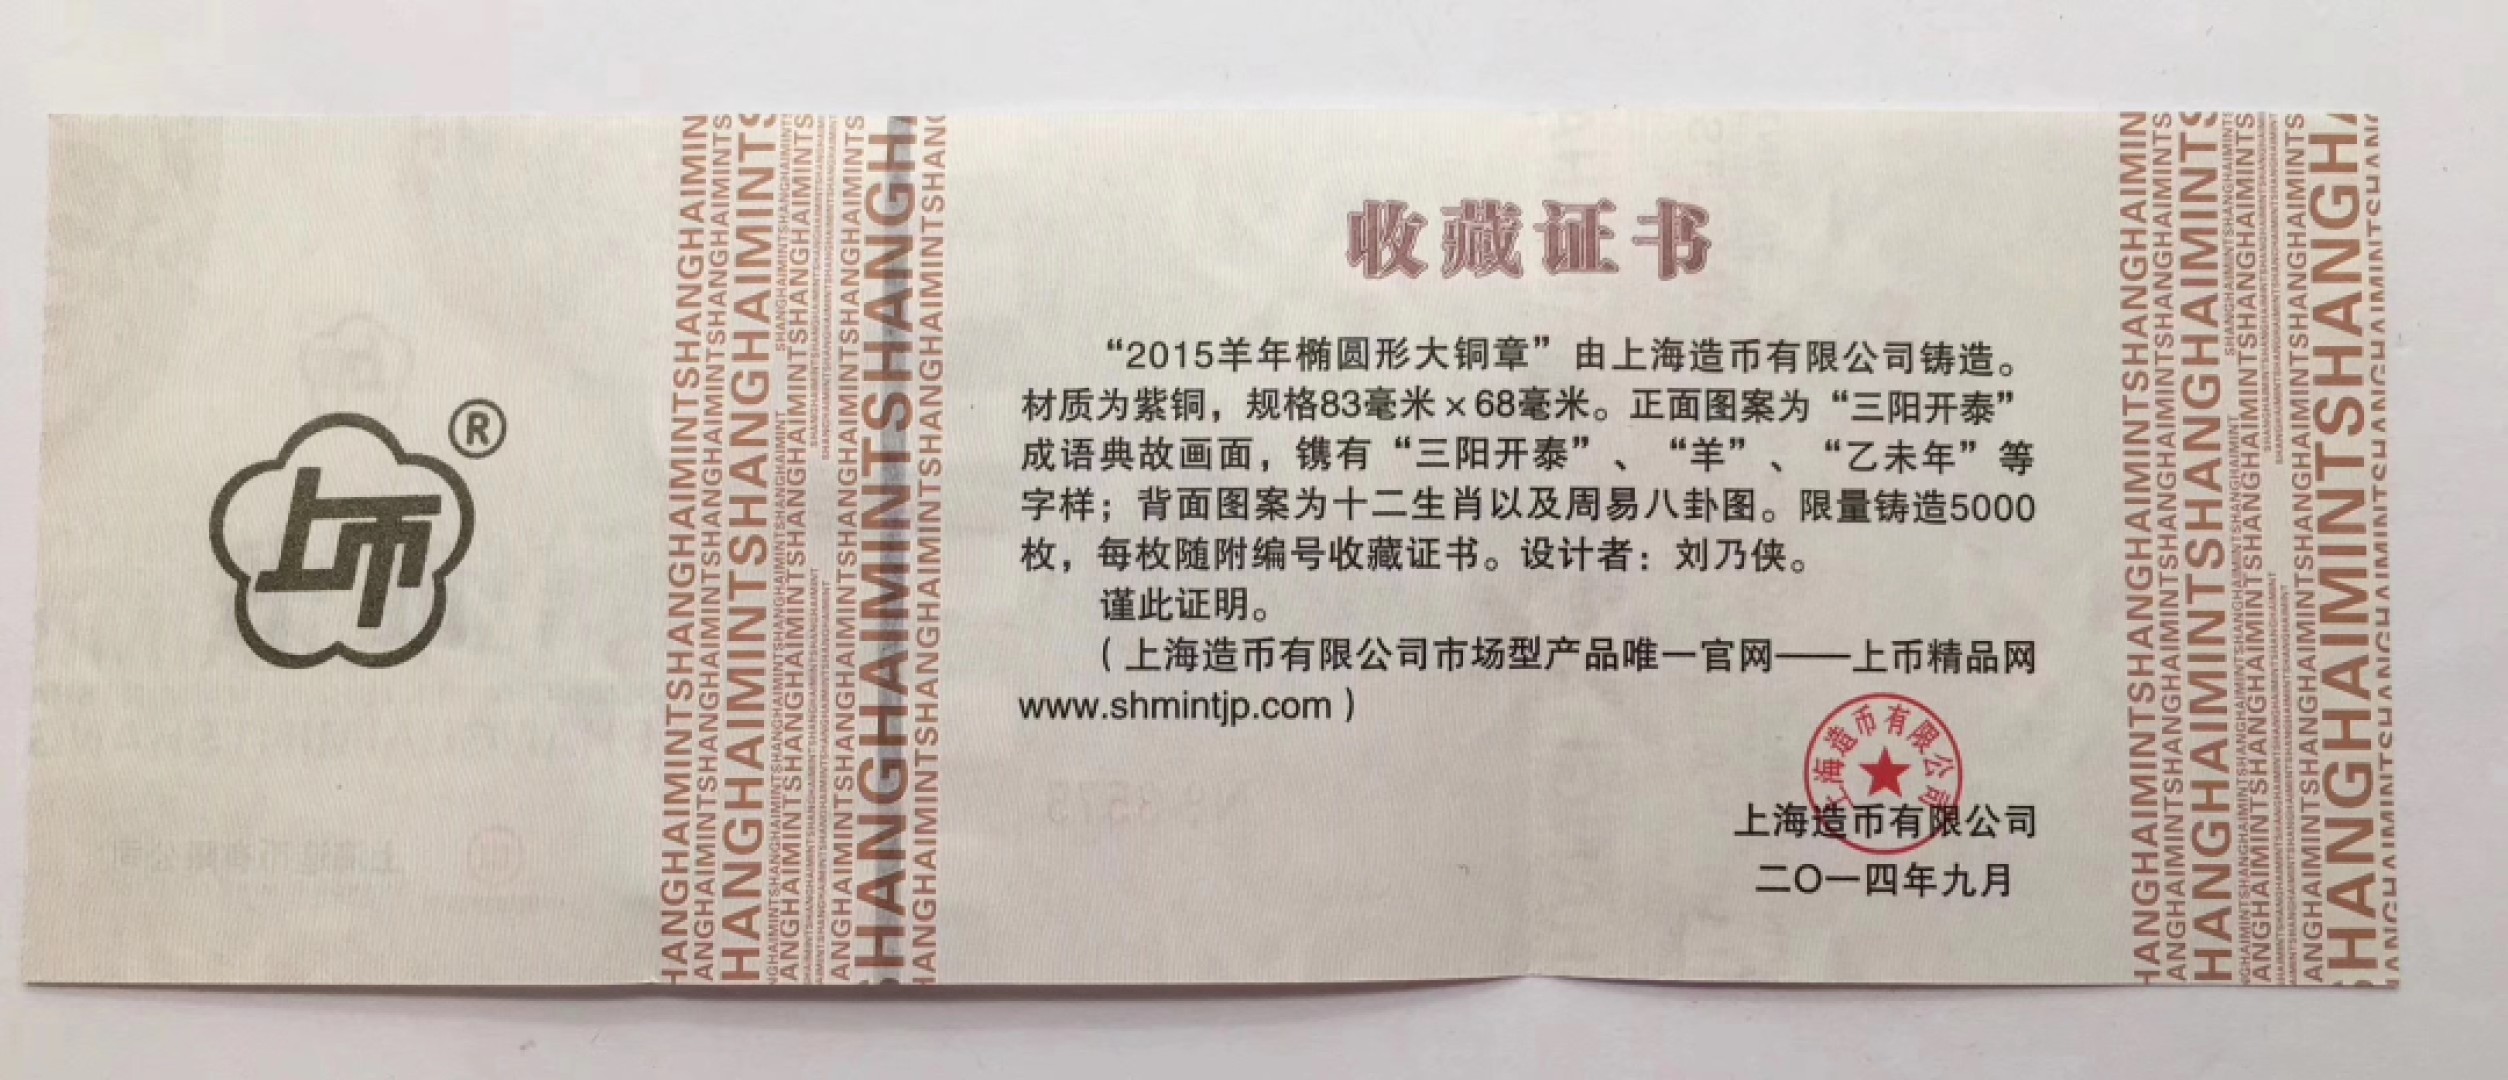 上币
®
收藏证书
“2015羊年椭圆形大铜章”由上海造币有限公司铸造。
材质为紫铜，规格83毫米×68毫米。正面图案为“三阳开泰”
成语典故画面，镌有“三阳开泰”、“羊”、“乙未年”等
字样；背面图案为十二生肖以及周易八卦图。限量铸造5000
枚，每枚随附编号收藏证书。设计者：刘乃侠。
谨此证明。
（上海造币有限公司市场型产品唯一官网——上币精品网
www.shmintjp.com）
上海造币有限公司
上海造币有限公司
二〇一四年九月
HANGHAIMINTSHANGHAIMINTSHANGHAIMIN
ANGHAIMINTSHANGHAIMINTSHANGHAIMINTS
HANGHAIMINTSHANGHAIMINTS
SHANGHAIMINTSHANGH